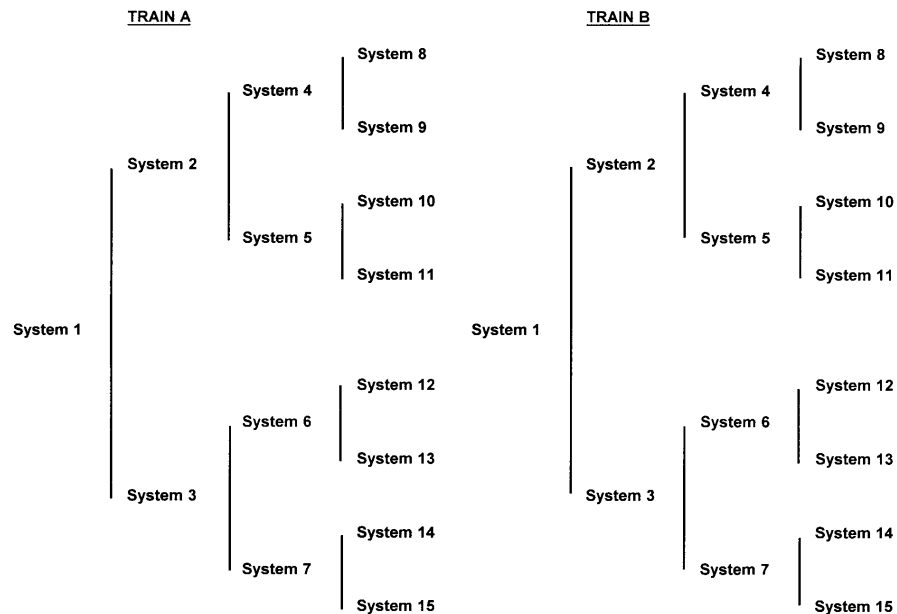 TRAIN A
TRAIN B
System 8
System 4
System 9
System 2
System 10
System 5
System 11
System 1
System 12
System 6
System 13
System 3
System 14
System 7
System 15
System 8
System 4
System 9
System 2
System 10
System 5
System 11
System 1
System 12
System 6
System 13
System 3
System 14
System 7
System 15